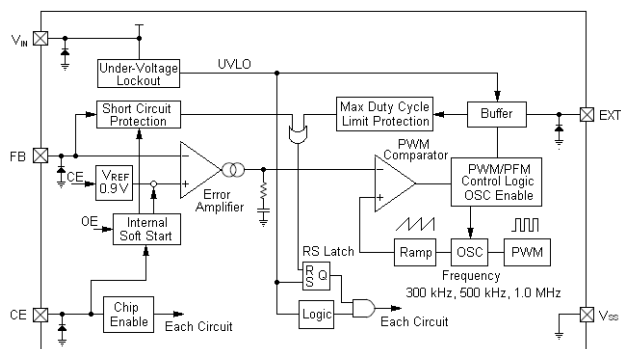 VIN
Under-Voltage
Lockout
UVLO
Short Circuit
Protection
Max Duty Cycle
Limit Protection
Buffer
EXT
FB
CE
VREF
0.9 V
Error
Amplifier
PWM
Comparator
PWM/PFM
Control Logic
OSC Enable
OE
Internal
Soft Start
RS Latch
R
S
Q
Ramp
OSC
PWM
Frequency
300 kHz, 500 kHz, 1.0 MHz
CE
Chip
Enable
Each Circuit
Logic
Each Circuit
VSS